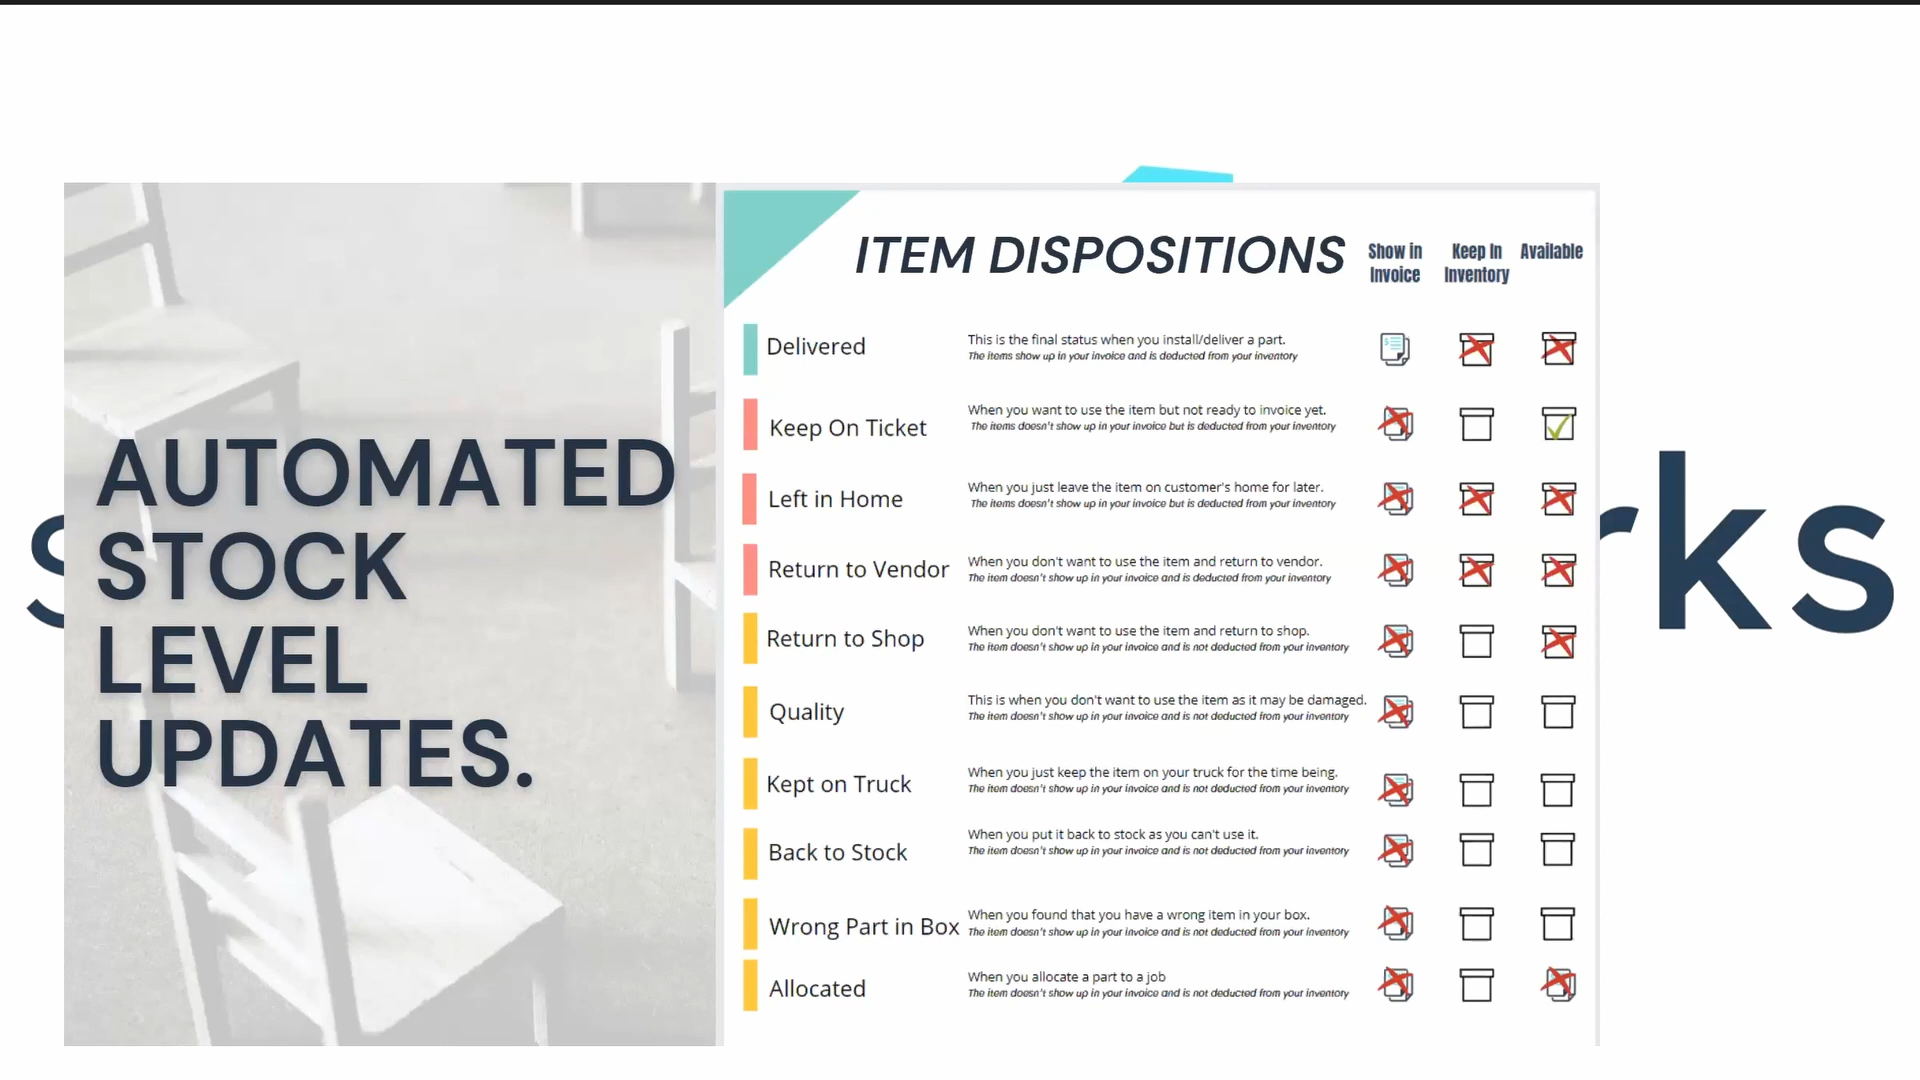 AUTOMATED
STOCK
LEVEL
UPDATES.
ITEM DISPOSITIONS
Show in
Invoice
Keep In
Inventory
Available
Delivered
This is the final status when you install/deliver a part.
The items show up in your invoice and is deducted from your inventory
Keep On Ticket
When you want to use the item but not ready to invoice yet.
The items doesn't show up in your invoice but is deducted from your inventory
Left in Home
When you just leave the item on customer's home for later.
The items doesn't show up in your invoice but is deducted from your inventory
Return to Vendor
When you don't want to use the item and return to vendor.
The item doesn't show up in your invoice and is deducted from your inventory
Return to Shop
When you don't want to use the item and return to shop.
The item doesn't show up in your invoice and is not deducted from your inventory
Quality
This is when you don't want to use the item as it may be damaged.
The item doesn't show up in your invoice and is not deducted from your inventory
Kept on Truck
When you just keep the item on your truck for the time being.
The item doesn't show up in your invoice and is not deducted from your inventory
Back to Stock
When you put it back to stock as you can't use it.
The item doesn't show up in your invoice and is not deducted from your inventory
Wrong Part in Box
When you found that you have a wrong item in your box.
The item doesn't show up in your invoice and is not deducted from your inventory
Allocated
When you allocate a part to a job
The item doesn't show up in your invoice and is not deducted from your inventory